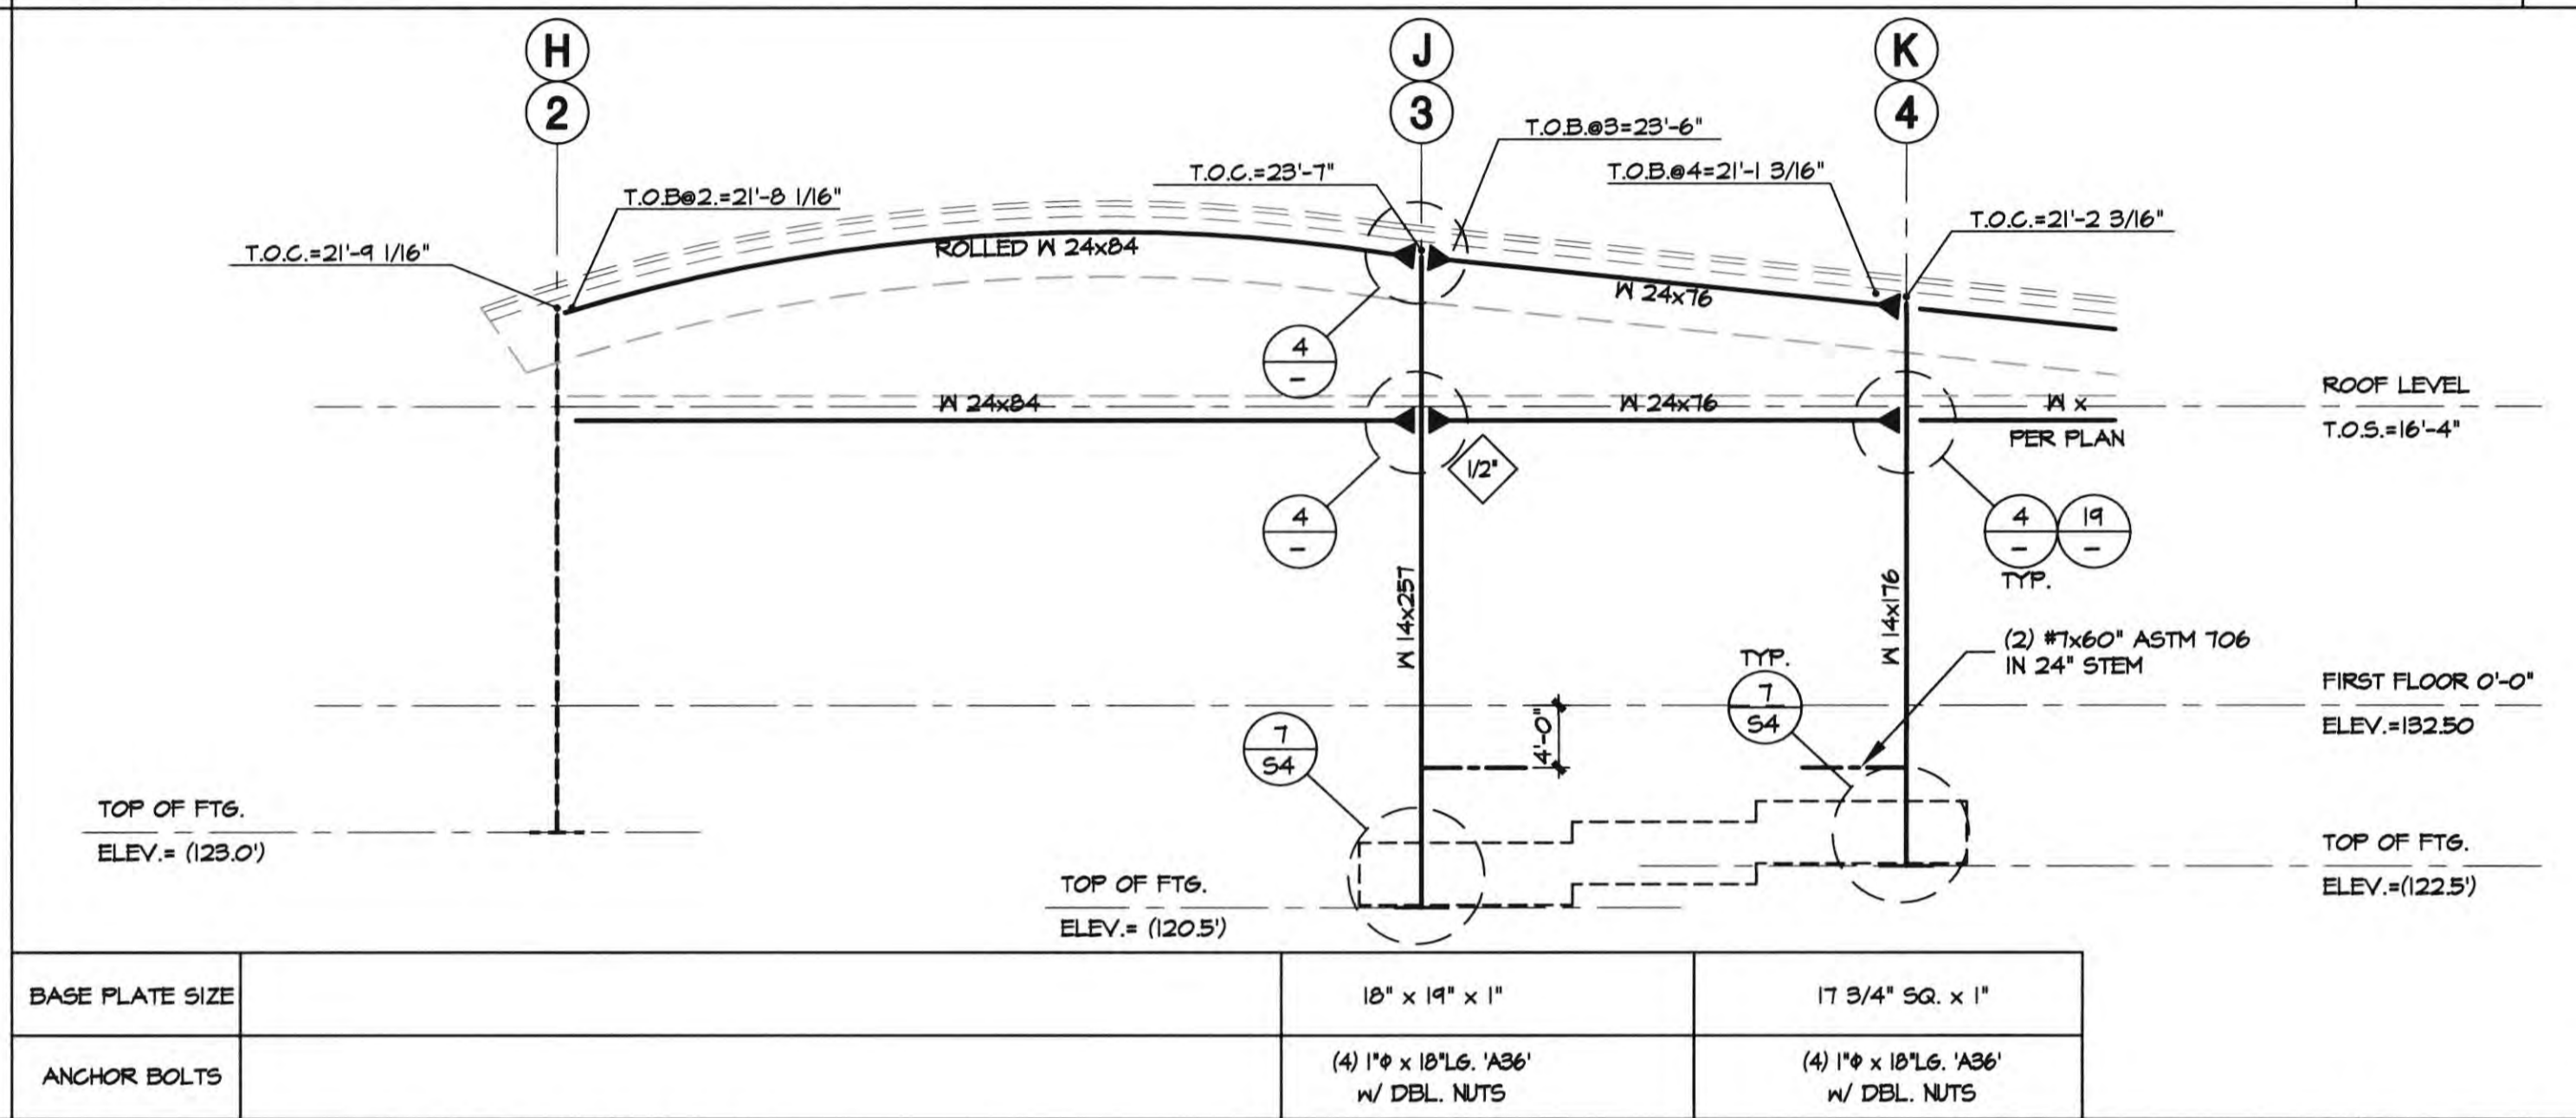 H
J
K
2
3
4
T.O.B.@3=23'-6"
T.O.C.=23'-7"
T.O.B.@4=21'-1 3/16"
T.O.B@2.=21'-8 1/16"
T.O.C.=21'-2 3/16"
T.O.C.=21'-9 1/16"
ROLLED W 24x84
W 24x76
4
–
ROOF LEVEL
W 24x84
W 24x76
W x
T.O.S.=16'-4"
PER PLAN
1/2"
4
–
4
–
19
–
TYP.
W 14x257
W 14x176
(2) #7x60" ASTM 706
IN 24" STEM
TYP.
7
S4
FIRST FLOOR 0'-0"
ELEV.=132.50
4'-0"
7
S4
TOP OF FTG.
ELEV.= (123.0')
TOP OF FTG.
ELEV.=(122.5')
TOP OF FTG.
ELEV.= (120.5')
BASE PLATE SIZE
18" x 19" x 1"
17 3/4" SQ. x 1"
ANCHOR BOLTS
(4) 1"Φ x 18"LG. 'A36'
w/ DBL. NUTS
(4) 1"Φ x 18"LG. 'A36'
w/ DBL. NUTS